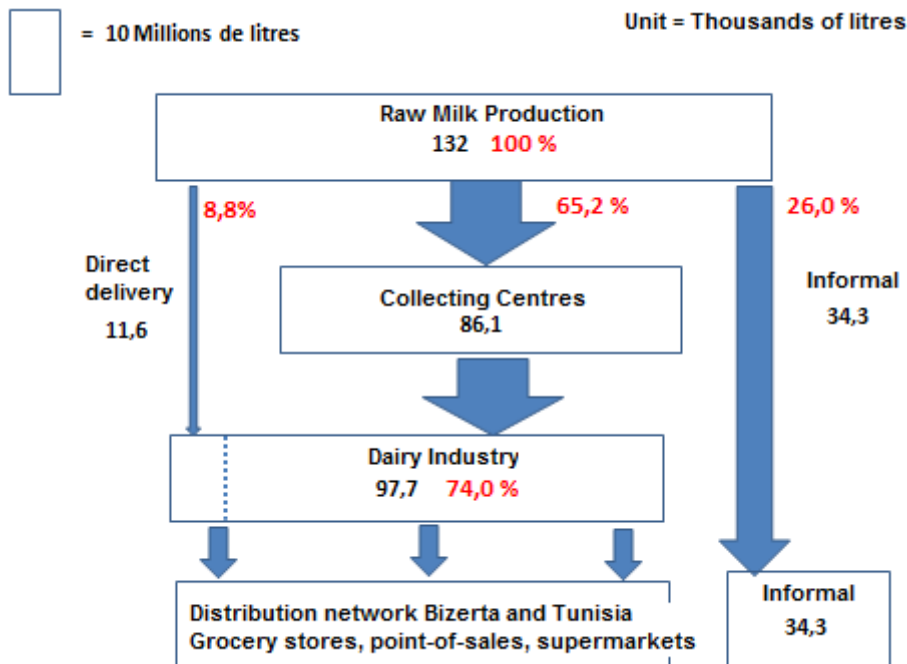 = 10 Millions de litres
Unit = Thousands of litres
Raw Milk Production
132 100 %
8,8%
65,2 %
26,0 %
Direct
delivery
11,6
Collecting Centres
86,1
Informal
34,3
Dairy Industry
97,7 74,0 %
Distribution network Bizerta and Tunisia
Grocery stores, point-of-sales, supermarkets
Informal
34,3